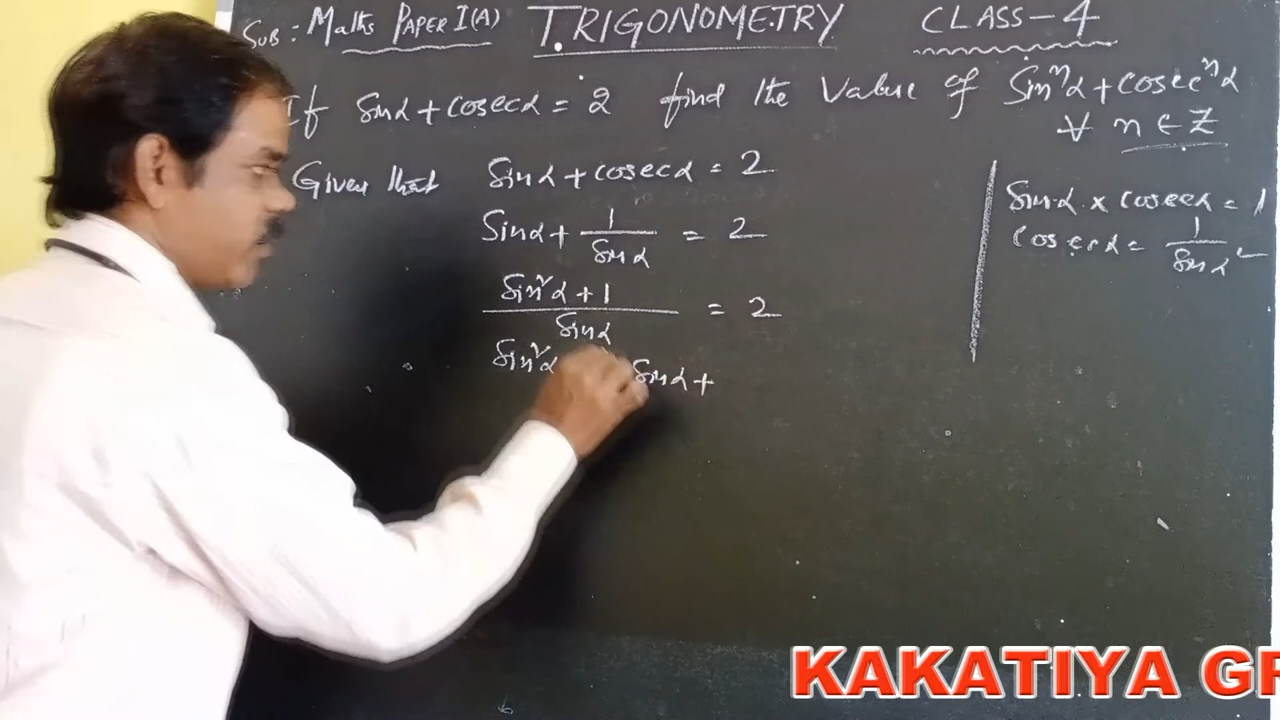 SUB: Maths PAPER I(A) TRIGONOMETRY CLASS-4
If Sinα + cosecα = 2 find the Value of Sinⁿα + cosecⁿα
∀ n ∈ Z
Given that Sinα + cosecα = 2
Sinα + 1/Sinα = 2
(Sin²α + 1)/Sinα = 2
Sin²α Sinα +
Sinα × cosecα = 1
cosecα = 1/Sinα
KAKATIYA GR